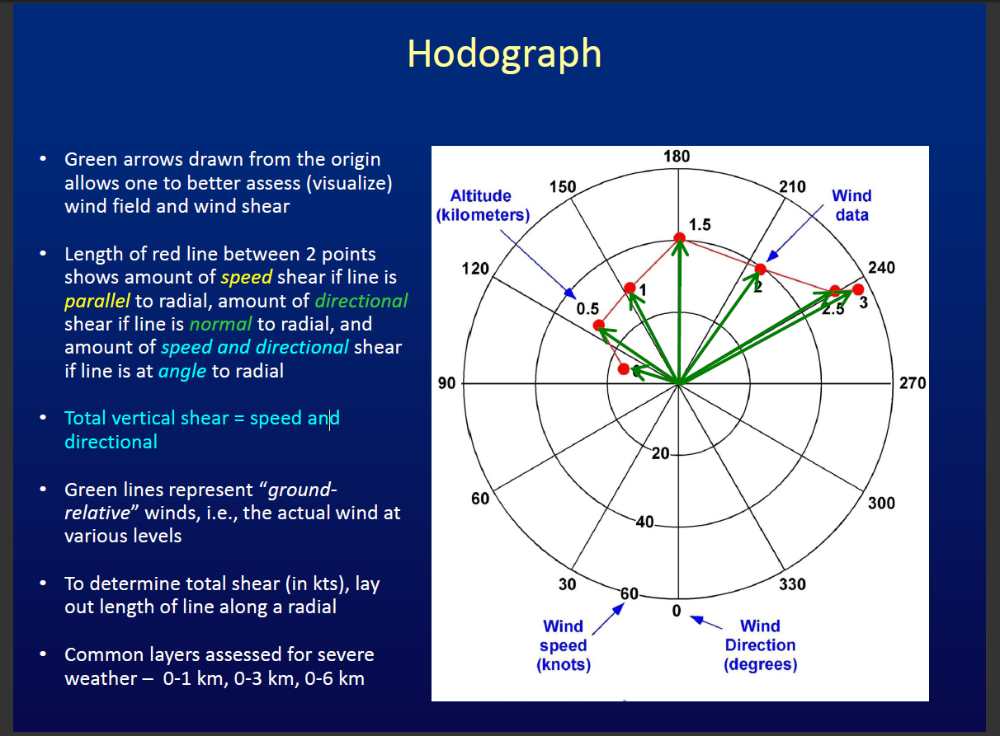 Hodograph
• Green arrows drawn from the origin
allows one to better assess (visualize)
wind field and wind shear
• Length of red line between 2 points
shows amount of speed shear if line is
parallel to radial, amount of directional
shear if line is normal to radial, and
amount of speed and directional shear
if line is at angle to radial
• Total vertical shear = speed and
directional
• Green lines represent “ground-
relative” winds, i.e., the actual wind at
various levels
• To determine total shear (in kts), lay
out length of line along a radial
• Common layers assessed for severe
weather – 0-1 km, 0-3 km, 0-6 km
180
150
210
Altitude
(kilometers)
Wind
data
1.5
120
240
1
2
0.5
2.5
3
0
90
270
20
60
300
40
30
330
60
0
Wind
speed
(knots)
Wind
Direction
(degrees)